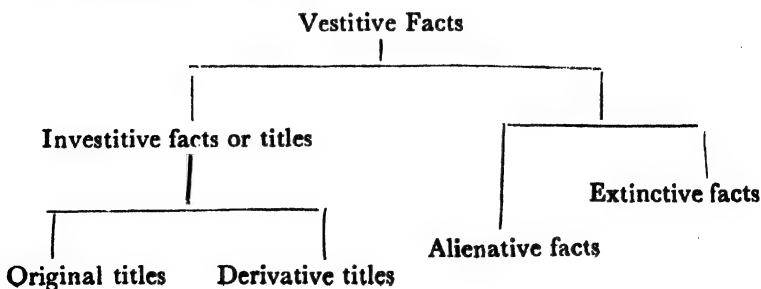 Vestitive Facts
Investitive facts or titles
Extinctive facts
Alienative facts
Original titles Derivative titles